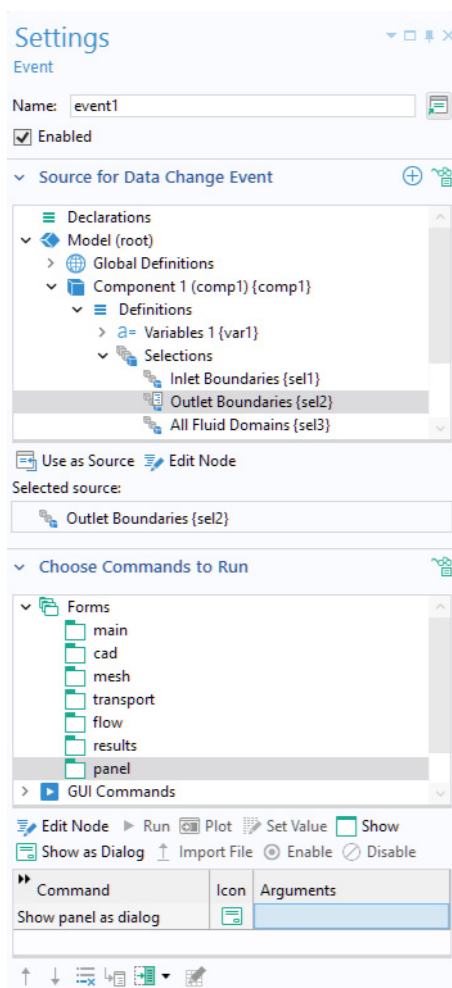 Settings
Event
Name: event1
Enabled
Source for Data Change Event
Declarations
Model (root)
Global Definitions
Component 1 (comp1) {comp1}
Definitions
a= Variables 1 {var1}
Selections
Inlet Boundaries {sel1}
Outlet Boundaries {sel2}
All Fluid Domains {sel3}
Use as Source Edit Node
Selected source:
Outlet Boundaries {sel2}
Choose Commands to Run
Forms
main
cad
mesh
transport
flow
results
panel
GUI Commands
Edit Node Run Plot Set Value Show
Show as Dialog Import File Enable Disable
Command Icon Arguments
Show panel as dialog